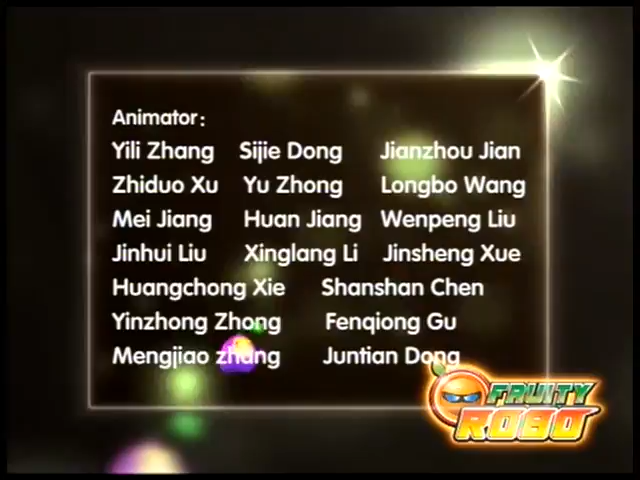 Animator:
Yili Zhang Sijie Dong Jianzhou Jian
Zhiduo Xu Yu Zhong Longbo Wang
Mei Jiang Huan Jiang Wenpeng Liu
Jinhui Liu Xinglang Li Jinsheng Xue
Huangchong Xie Shanshan Chen
Yinzhong Zhong Fenqiong Gu
Mengjiao zhang Juntian Dong
FRUITY
ROBO